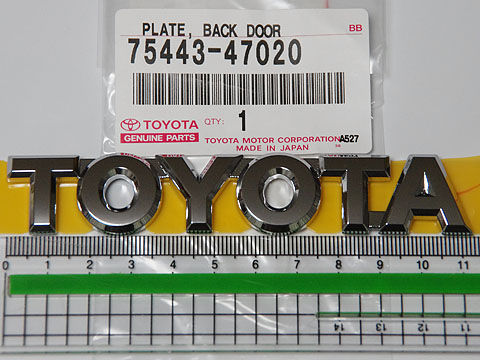 PLATE, BACK DOOR BB
75443-47020
TOYOTA
GENUINE PARTS
QTY: 1
TOYOTA MOTOR CORPORATION A527
MADE IN JAPAN
TOYOTA
0 1 2 3 4 5 6 7 8 9 10 11
14 13 12